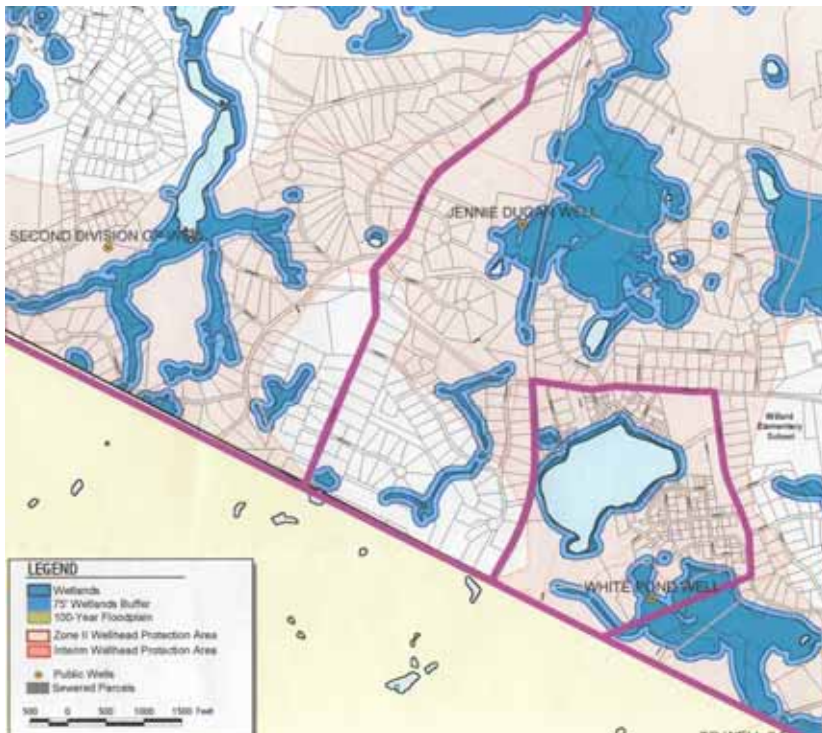 JENNIE DUGAN WELL
SECOND DIVISION
Willard
Elementary
School
WHITE POND WELL
LEGEND
Wetlands
75' Wetlands Buffer
100-Year Floodplain
Zone II Wellhead Protection Area
Interim Wellhead Protection Area
Public Wells
Sewered Parcels
500 0 500 1000 1500 Feet